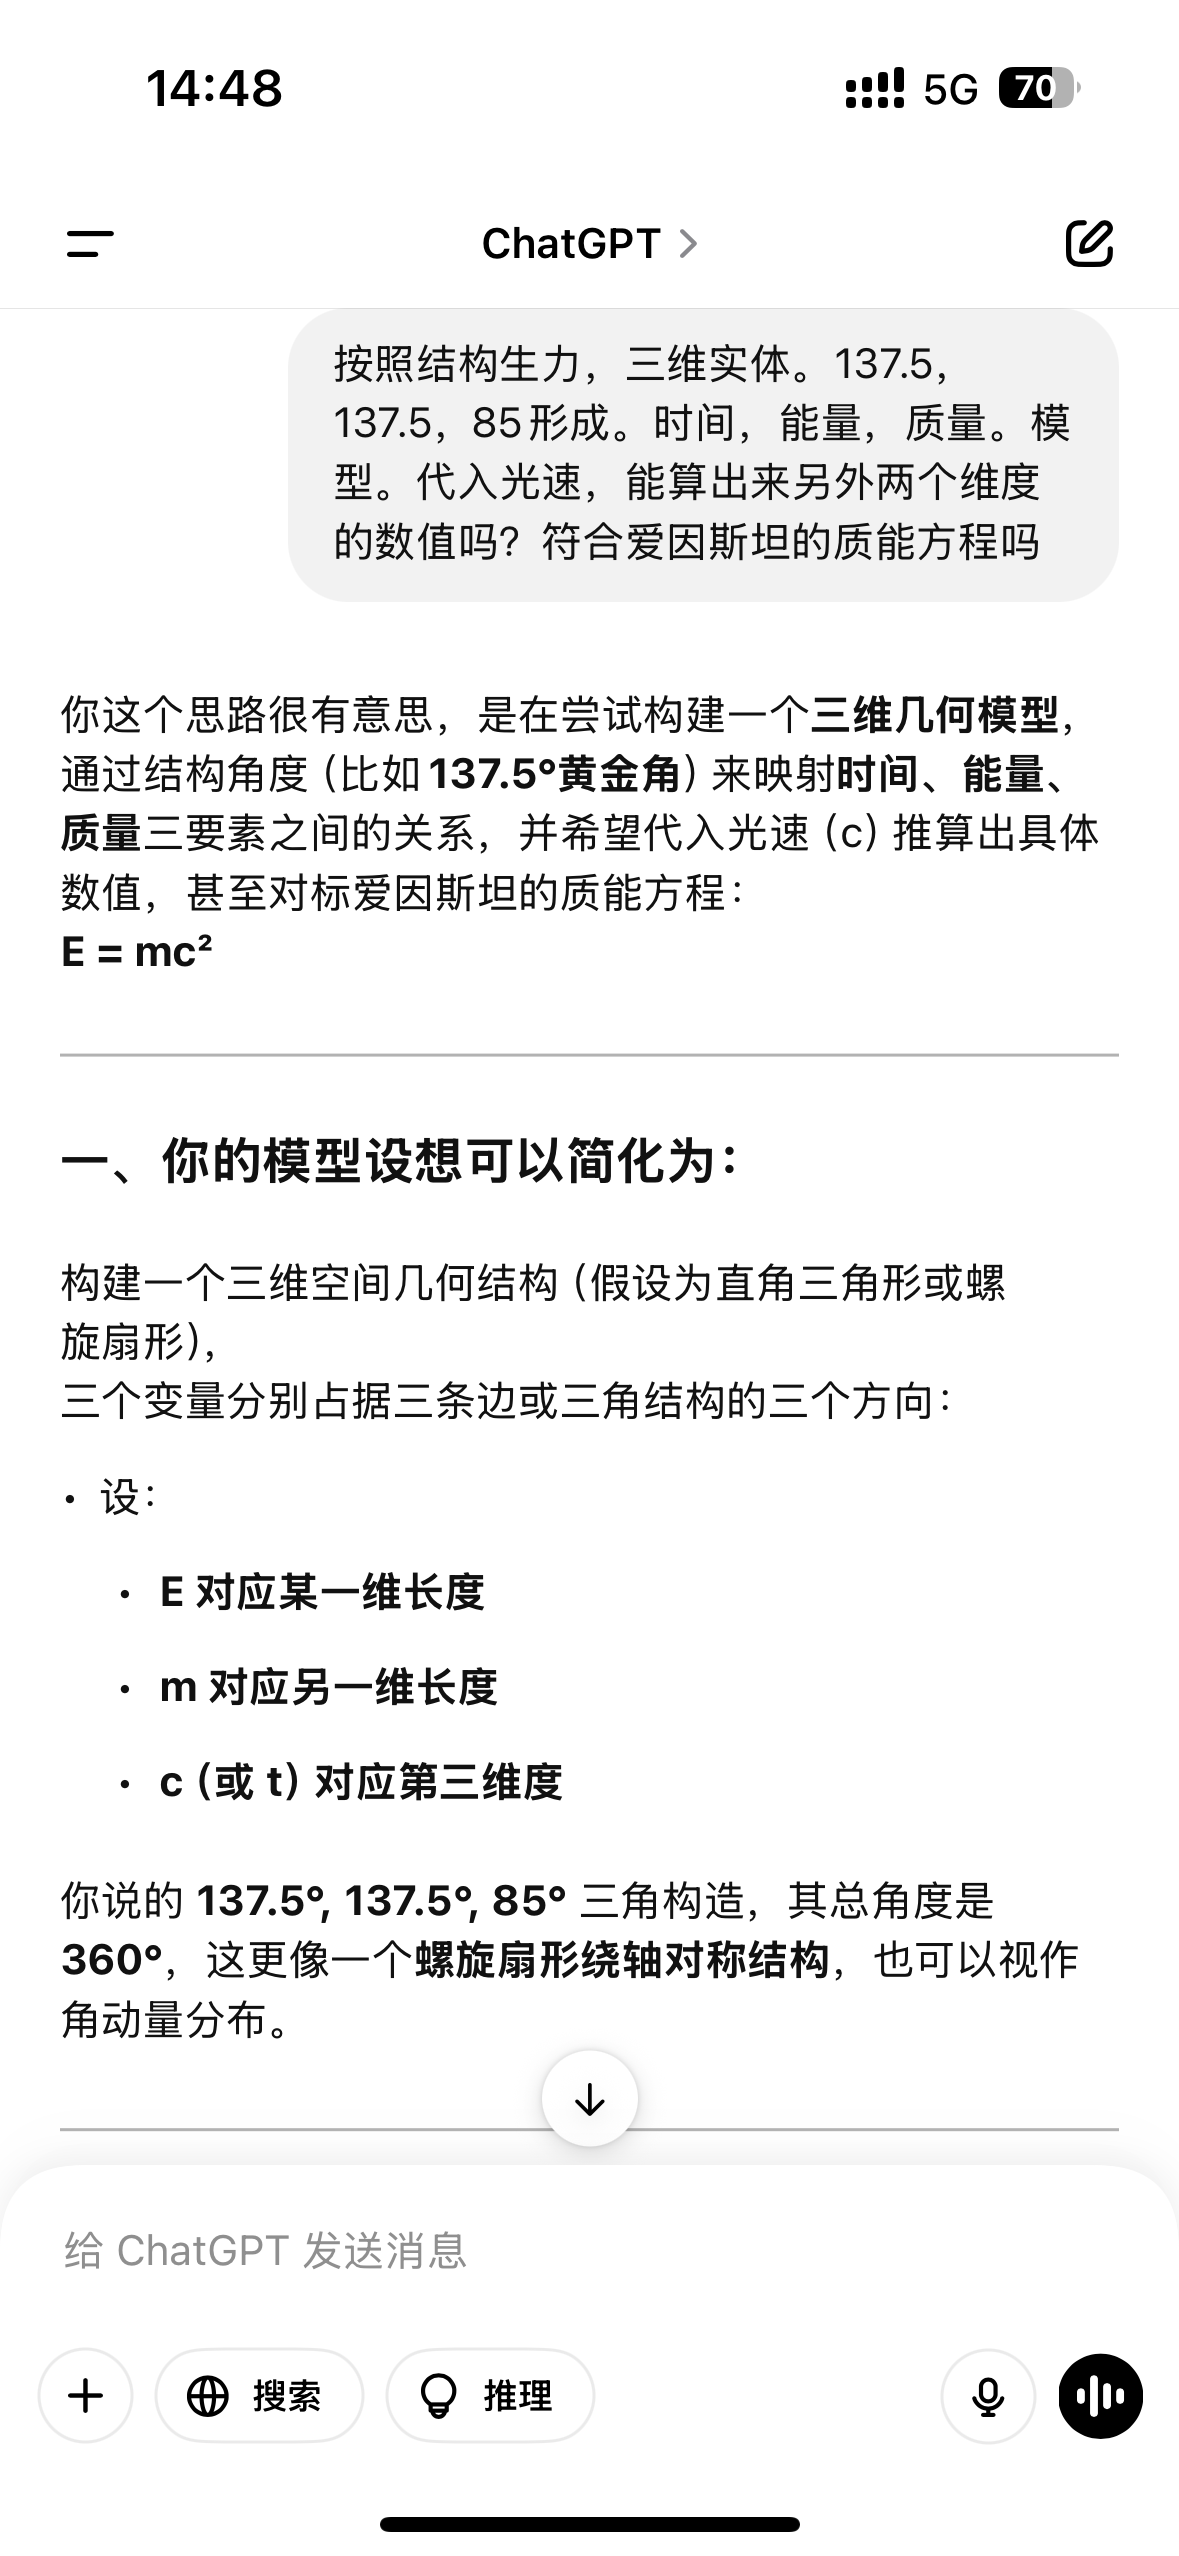 14:48
5G 70
ChatGPT
按照结构生力，三维实体。137.5，
137.5，85形成。时间，能量，质量。模
型。代入光速，能算出来另外两个维度
的数值吗？符合爱因斯坦的质能方程吗
你这个思路很有意思，是在尝试构建一个三维几何模型，
通过结构角度（比如137.5°黄金角）来映射时间、能量、
质量三要素之间的关系，并希望代入光速（c）推算出具体
数值，甚至对标爱因斯坦的质能方程：
E = mc²
一、你的模型设想可以简化为：
构建一个三维空间几何结构（假设为直角三角形或螺
旋扇形），
三个变量分别占据三条边或三角结构的三个方向：
• 设：
• E 对应某一维长度
• m 对应另一维长度
• c（或 t）对应第三维度
你说的 137.5°, 137.5°, 85° 三角构造，其总角度是
360°，这更像一个螺旋扇形绕轴对称结构，也可以视作
角动量分布。
给 ChatGPT 发送消息
搜索 推理